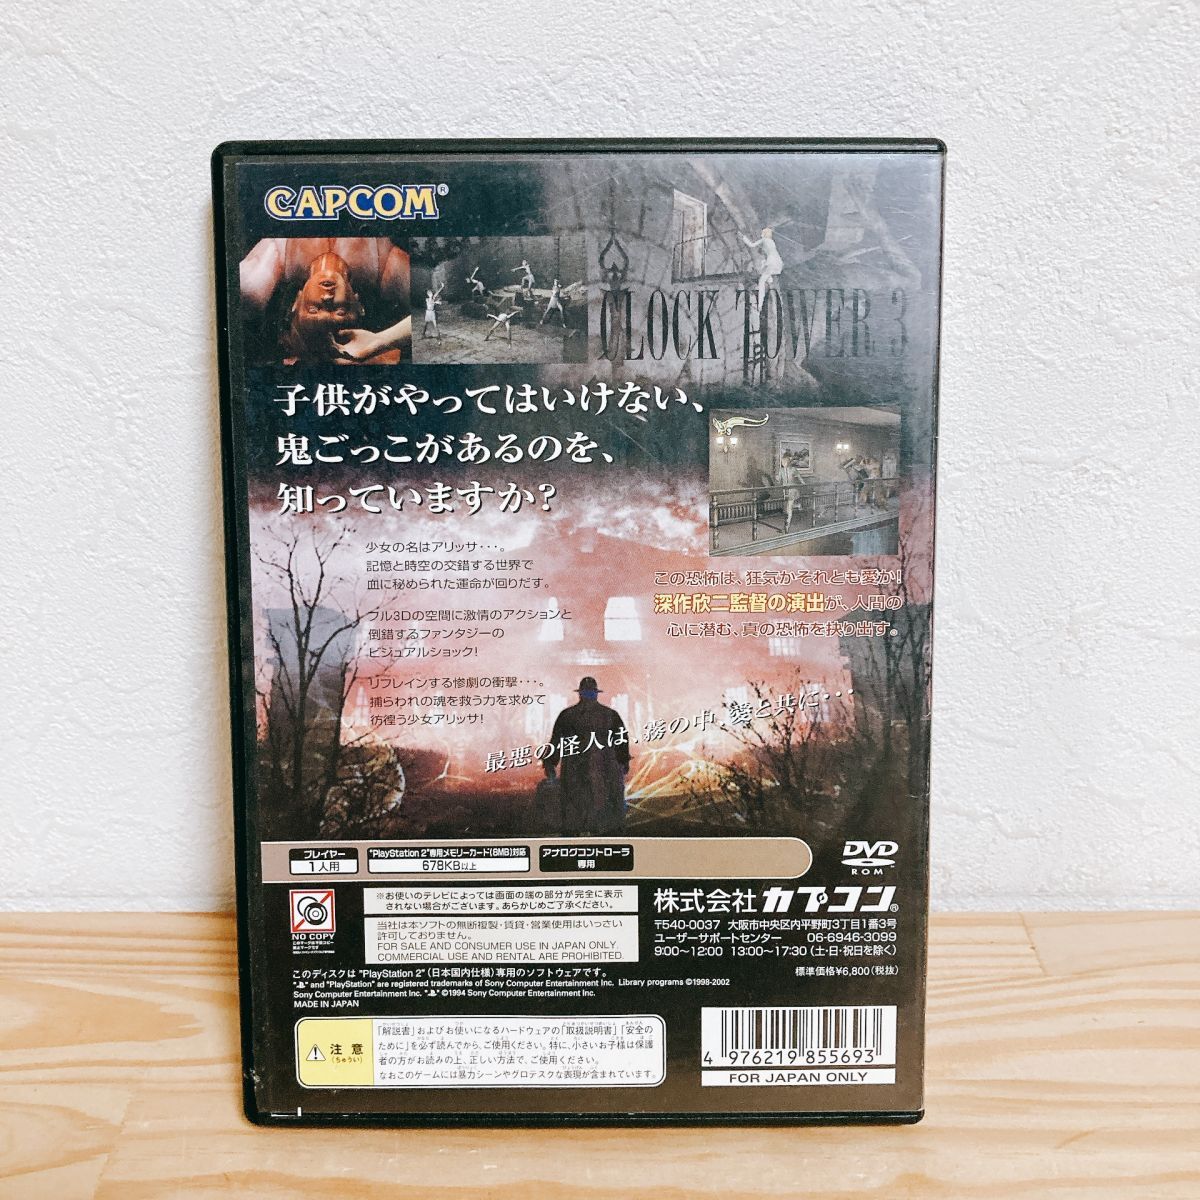 CAPCOM®
CLOCK TOWER 3
子供がやってはいけない、
鬼ごっこがあるのを、
知っていますか?
少女の名はアリッサ・・・。
記憶と時空の交錯する世界で
血に秘められた運命が回りだす。
フル3Dの空間に激情のアクションと
倒錯するファンタジーの
ビジュアルショック!
リフレインする惨劇の衝撃・・・。
捕らわれの魂を救う力を求めて
彷徨う少女アリッサ!
この恐怖は、狂気かそれとも愛か!
深作欣二監督の演出が、人間の
心に潜む、真の恐怖を抉り出す。
最悪の怪人は、霧の中、愛と共に・・・
プレイヤー
1人用
"PlayStation 2"専用メモリーカード(8MB)対応
678KB以上
アナログコントローラ
専用
DVD
ROM
NO COPY
※お使いのテレビによっては画面の端の部分が完全に表示
されない場合がございます。あらかじめご了承ください。
当社は本ソフトの無断複製・賃貸・営業使用はいっさい
許可しておりません。
FOR SALE AND CONSUMER USE IN JAPAN ONLY.
COMMERCIAL USE AND RENTAL ARE PROHIBITED.
株式会社カプコン®
〒540-0037 大阪市中央区内平野町3丁目1番3号
ユーザーサポートセンター 06-6946-3099
9:00〜12:00 13:00〜17:30(土・日・祝日を除く)
標準価格¥6,800(税抜)
このディスクは "PlayStation 2"(日本国内仕様)専用のソフトウェアです。
" " and "PlayStation" are registered trademarks of Sony Computer Entertainment Inc. Library programs ©1998-2002
Sony Computer Entertainment Inc. " " ©1994 Sony Computer Entertainment Inc.
MADE IN JAPAN
注意
(ちゅうい)
「解説書」およびお使いになるハードウェアの「取扱説明書」「安全の
ために」を必ず読んでから、ご使用ください。特に、小さいお子様は保護
者の方がお読みの上、正しい方法で、ご使用ください。
なおこのゲームには暴力シーンやグロテスクな表現が含まれています。
4 976219 855693
FOR JAPAN ONLY